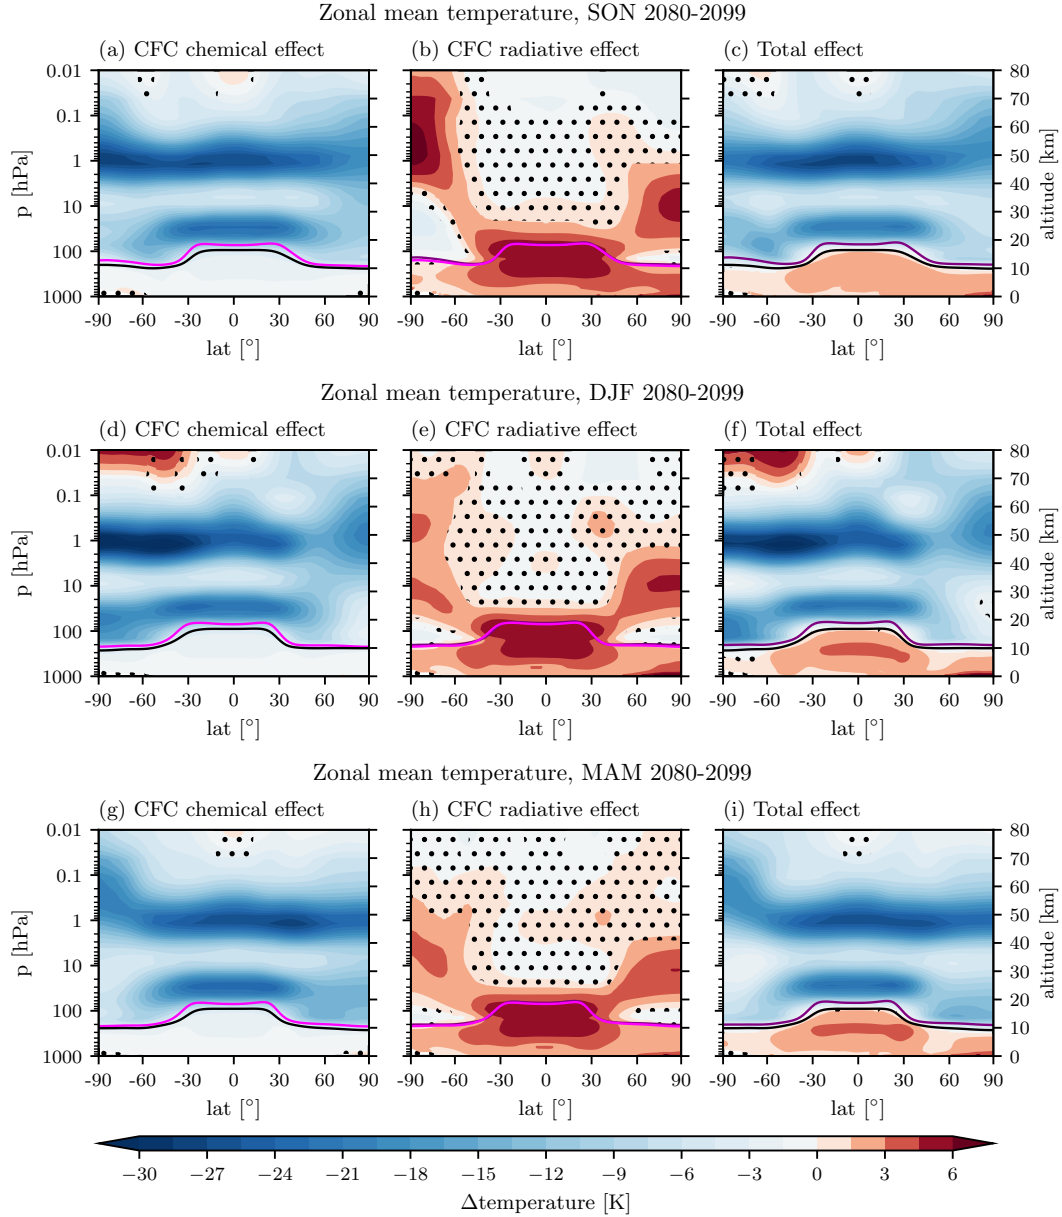 Zonal mean temperature, SON 2080-2099
(a) CFC chemical effect
(b) CFC radiative effect
(c) Total effect
0.01
0.1
1
10
100
1000
p [hPa]
80
70
60
50
40
30
20
10
0
altitude [km]
-90 -60 -30 0 30 60 90
-90 -60 -30 0 30 60 90
-90 -60 -30 0 30 60 90
lat [°]
lat [°]
lat [°]
Zonal mean temperature, DJF 2080-2099
(d) CFC chemical effect
(e) CFC radiative effect
(f) Total effect
0.01
0.1
1
10
100
1000
p [hPa]
80
70
60
50
40
30
20
10
0
altitude [km]
-90 -60 -30 0 30 60 90
-90 -60 -30 0 30 60 90
-90 -60 -30 0 30 60 90
lat [°]
lat [°]
lat [°]
Zonal mean temperature, MAM 2080-2099
(g) CFC chemical effect
(h) CFC radiative effect
(i) Total effect
0.01
0.1
1
10
100
1000
p [hPa]
80
70
60
50
40
30
20
10
0
altitude [km]
-90 -60 -30 0 30 60 90
-90 -60 -30 0 30 60 90
-90 -60 -30 0 30 60 90
lat [°]
lat [°]
lat [°]
−30 −27 −24 −21 −18 −15 −12 −9 −6 −3 0 3 6
Δtemperature [K]